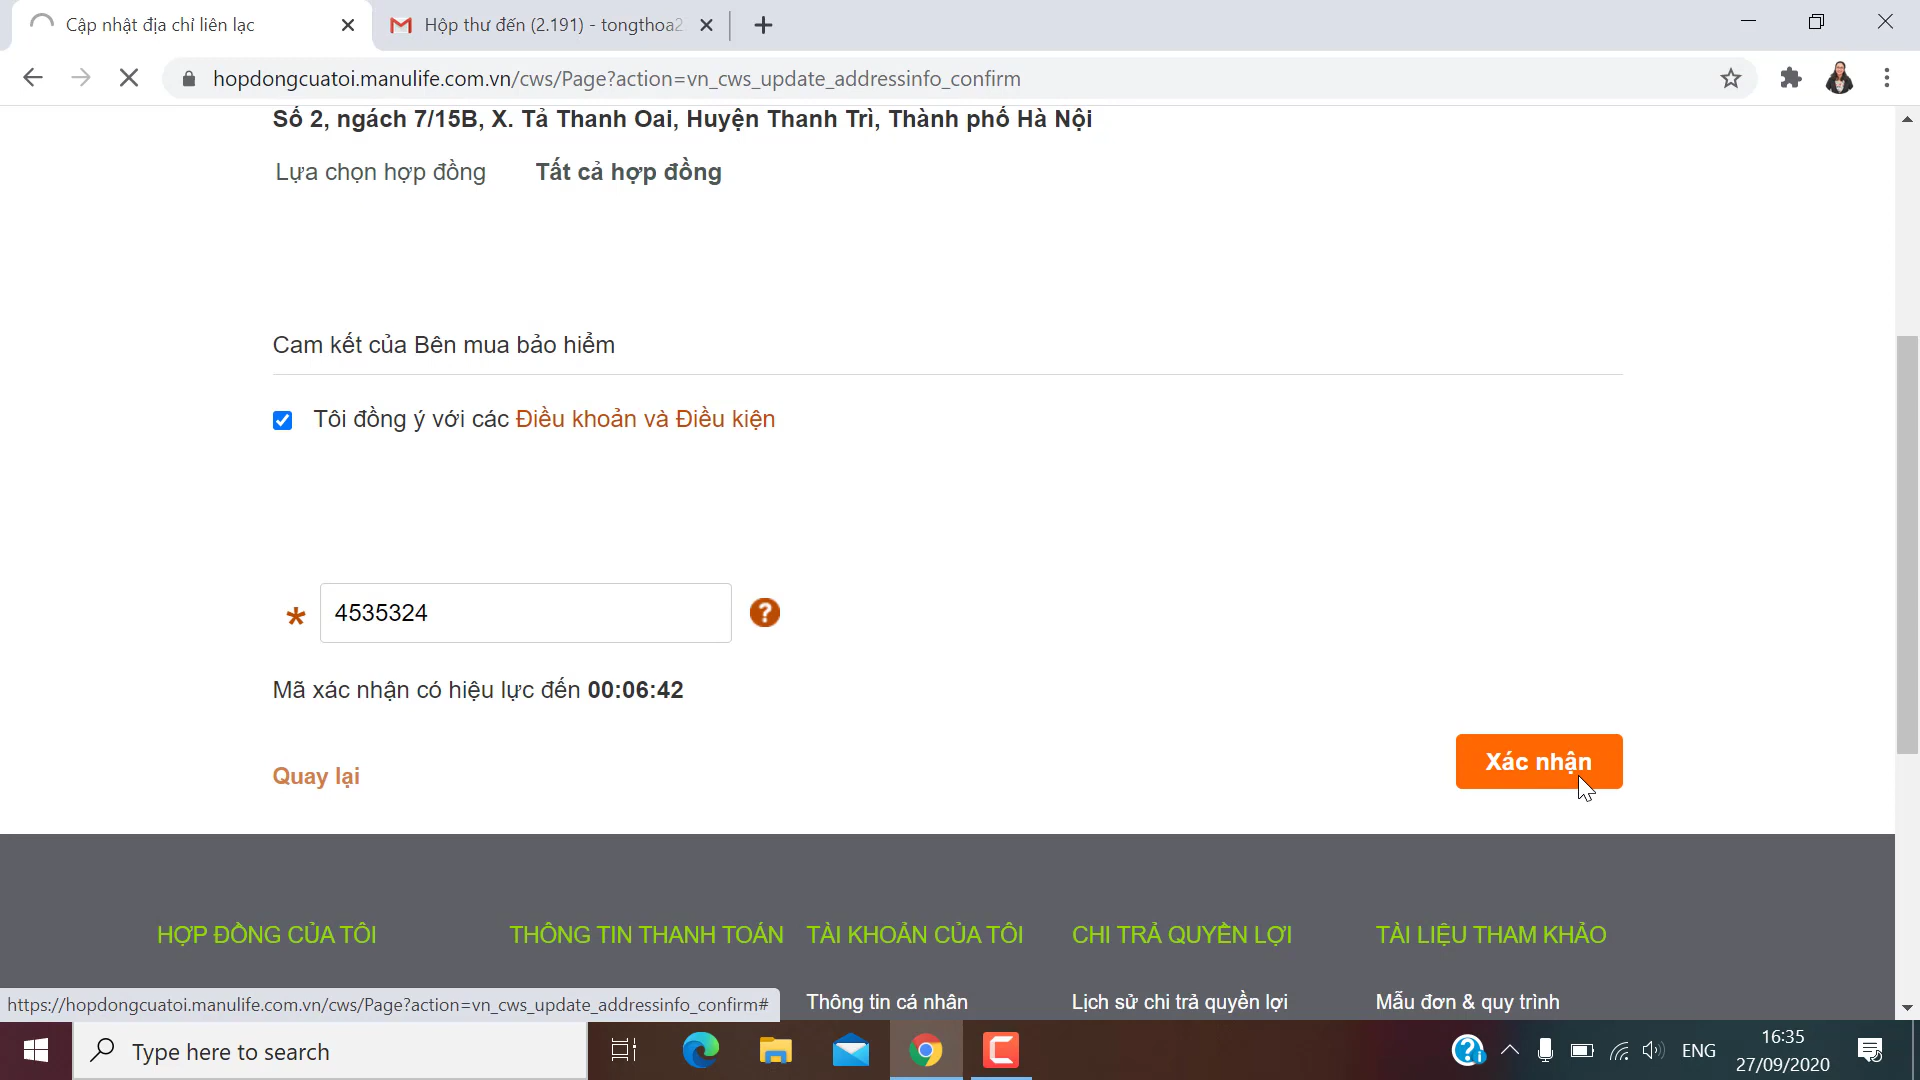 Cập nhật địa chỉ liên lạc
Hộp thư đến (2.191) - tongthoa2
hopdongcuatoi.manulife.com.vn/cws/Page?action=vn_cws_update_addressinfo_confirm
Số 2, ngách 7/15B, X. Tả Thanh Oai, Huyện Thanh Trì, Thành phố Hà Nội
Lựa chọn hợp đồng Tất cả hợp đồng
Cam kết của Bên mua bảo hiểm
Tôi đồng ý với các Điều khoản và Điều kiện
* 4535324 ?
Mã xác nhận có hiệu lực đến 00:06:42
Xác nhận
Quay lại
HỢP ĐỒNG CỦA TÔI THÔNG TIN THANH TOÁN TÀI KHOẢN CỦA TÔI CHI TRẢ QUYỀN LỢI TÀI LIỆU THAM KHẢO
https://hopdongcuatoi.manulife.com.vn/cws/Page?action=vn_cws_update_addressinfo_confirm# Thông tin cá nhân Lịch sử chi trả quyền lợi Mẫu đơn & quy trình
Type here to search
ENG
16:35
27/09/2020